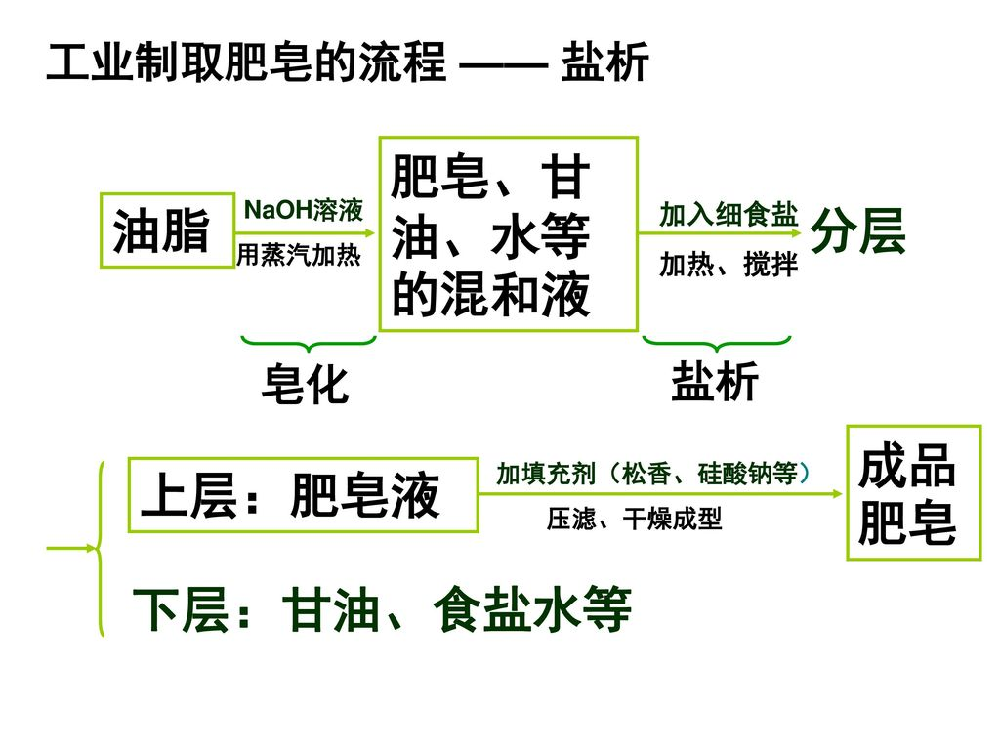 工业制取肥皂的流程 —— 盐析
油脂
NaOH溶液
用蒸汽加热
肥皂、甘
油、水等
的混和液
加入细食盐
加热、搅拌
分层
皂化
盐析
上层：肥皂液
加填充剂（松香、硅酸钠等）
压滤、干燥成型
成品
肥皂
下层：甘油、食盐水等